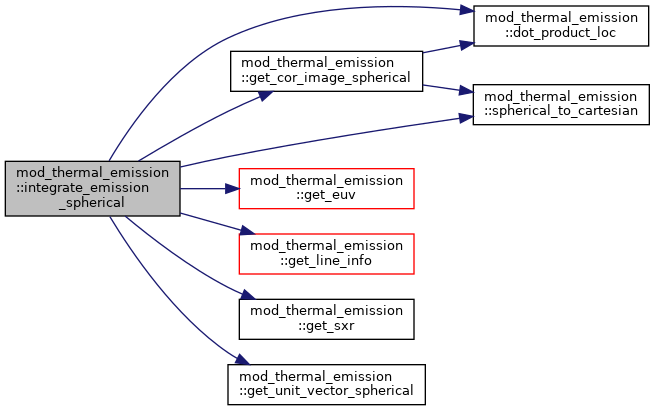 mod_thermal_emission
::dot_product_loc
mod_thermal_emission
::get_cor_image_spherical
mod_thermal_emission
::spherical_to_cartesian
mod_thermal_emission
::integrate_emission
_spherical
mod_thermal_emission
::get_euv
mod_thermal_emission
::get_line_info
mod_thermal_emission
::get_sxr
mod_thermal_emission
::get_unit_vector_spherical